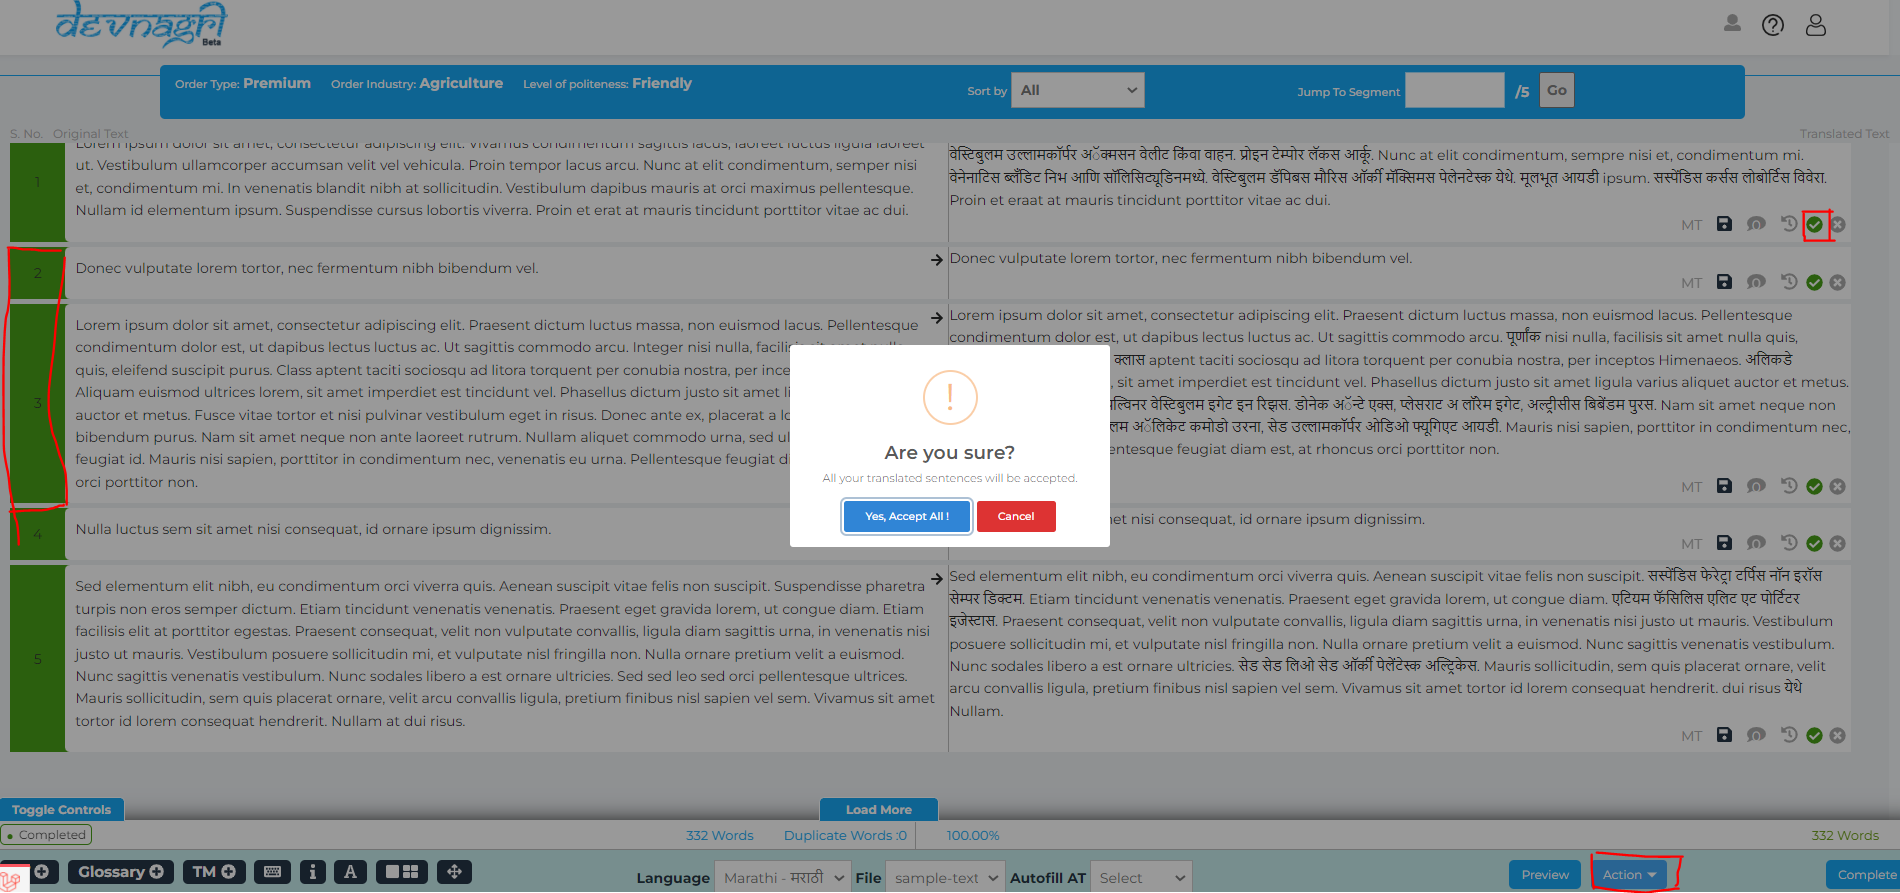 devnagri
Beta
Order Type: Premium Order Industry: Agriculture Level of politeness: Friendly Sort by All Jump To Segment /5 Go
S. No. Original Text Translated Text
1
Lorem ipsum dolor sit amet, consectetur adipiscing elit. Vivamus condimentum sagittis lacus, laoreet luctus ligula laoreet
ut. Vestibulum ullamcorper accumsan velit vel vehicula. Proin tempor lacus arcu. Nunc at elit condimentum, semper nisi
et, condimentum mi. In venenatis blandit nibh at sollicitudin. Vestibulum dapibus mauris at orci maximus pellentesque.
Nullam id elementum ipsum. Suspendisse cursus lobortis viverra. Proin et erat at mauris tincidunt porttitor vitae ac dui.
वेस्टिबुलम उल्लामकॉर्पर अॅक्मसन वेलीट किंवा वाहन. प्रोइन टेम्पोर लॅकस आर्कू. Nunc at elit condimentum, sempre nisi et, condimentum mi.
वेनेनाटिस ब्लँडिट निभ आणि सॉलिसिट्यूडिनमध्ये. वेस्टिबुलम डॅपिबस मौरिस ऑर्की मॅक्सिमस पेलेनटेस्क येथे. मूलभूत आयडी ipsum. सस्पेंडिस कर्सस लोबोर्टिस विवेरा.
Proin et eraat at mauris tincidunt porttitor vitae ac dui.
MT 0
2
Donec vulputate lorem tortor, nec fermentum nibh bibendum vel.
Donec vulputate lorem tortor, nec fermentum nibh bibendum vel.
MT 0
3
Lorem ipsum dolor sit amet, consectetur adipiscing elit. Praesent dictum luctus massa, non euismod lacus. Pellentesque
condimentum dolor est, ut dapibus lectus luctus ac. Ut sagittis commodo arcu. Integer nisi nulla, facilisis sit amet nulla
quis, eleifend suscipit purus. Class aptent taciti sociosqu ad litora torquent per conubia nostra, per ince
Aliquam euismod ultrices lorem, sit amet imperdiet est tincidunt vel. Phasellus dictum justo sit amet li
auctor et metus. Fusce vitae tortor et nisi pulvinar vestibulum eget in risus. Donec ante ex, placerat a lo
bibendum purus. Nam sit amet neque non ante laoreet rutrum. Nullam aliquet commodo urna, sed ul
feugiat id. Mauris nisi sapien, porttitor in condimentum nec, venenatis eu urna. Pellentesque feugiat d
orci porttitor non.
Lorem ipsum dolor sit amet, consectetur adipiscing elit. Praesent dictum luctus massa, non euismod lacus. Pellentesque
condimentum dolor est, ut dapibus lectus luctus ac. Ut sagittis commodo arcu. पूर्णांक nisi nulla, facilisis sit amet nulla quis,
क्लास aptent taciti sociosqu ad litora torquent per conubia nostra, per inceptos Himenaeos. अलिकडे
, sit amet imperdiet est tincidunt vel. Phasellus dictum justo sit amet ligula varius aliquet auctor et metus.
ल्विनर वेस्टिबुलम इगेट इन रिझस. डोनेक अॅन्टे एक्स, प्लेसराट अ लॉरेम इगेट, अल्ट्रीसीस बिबेंडम पुरस. Nam sit amet neque non
लम अॅलिकेट कमोडो उरना, सेड उल्लामकॉर्पर ओडिओ फ्यूगिएट आयडी. Mauris nisi sapien, porttitor in condimentum nec,
entesque feugiat diam est, at rhoncus orci porttitor non.
MT 0
4
Nulla luctus sem sit amet nisi consequat, id ornare ipsum dignissim.
et nisi consequat, id ornare ipsum dignissim.
MT 0
5
Sed elementum elit nibh, eu condimentum orci viverra quis. Aenean suscipit vitae felis non suscipit. Suspendisse pharetra
turpis non eros semper dictum. Etiam tincidunt venenatis venenatis. Praesent eget gravida lorem, ut congue diam. Etiam
facilisis elit at porttitor egestas. Praesent consequat, velit non vulputate convallis, ligula diam sagittis urna, in venenatis nisi
justo ut mauris. Vestibulum posuere sollicitudin mi, et vulputate nisl fringilla non. Nulla ornare pretium velit a euismod.
Nunc sagittis venenatis vestibulum. Nunc sodales libero a est ornare ultricies. Sed sed leo sed orci pellentesque ultrices.
Mauris sollicitudin, sem quis placerat ornare, velit arcu convallis ligula, pretium finibus nisl sapien vel sem. Vivamus sit amet
tortor id lorem consequat hendrerit. Nullam at dui risus.
Sed elementum elit nibh, eu condimentum orci viverra quis. Aenean suscipit vitae felis non suscipit. सस्पेंडिस फेरेट्रा टर्पिस नॉन इरॉस
सेम्पर डिक्टम. Etiam tincidunt venenatis venenatis. Praesent eget gravida lorem, ut congue diam. एटियम फॅसिलिस एलिट एट पोर्टिटर
इजेस्टास. Praesent consequat, velit non vulputate convallis, ligula diam sagittis urna, in venenatis nisi justo ut mauris. Vestibulum
posuere sollicitudin mi, et vulputate nisl fringilla non. Nulla ornare pretium velit a euismod. Nunc sagittis venenatis vestibulum.
Nunc sodales libero a est ornare ultricies. सेड सेड लिओ सेड ऑर्की पेलेंटेस्क अल्ट्रिकेस. Mauris sollicitudin, sem quis placerat ornare, velit
arcu convallis ligula, pretium finibus nisl sapien vel sem. Vivamus sit amet tortor id lorem consequat hendrerit. dui risus येथे
Nullam.
MT 0
!
Are you sure?
All your translated sentences will be accepted.
Yes, Accept All ! Cancel
Toggle Controls Load More
Completed 332 Words Duplicate Words :0 100.00% 332 Words
Glossary TM i A Language Marathi - मराठी File sample-text Autofill AT Select Preview Action Complete